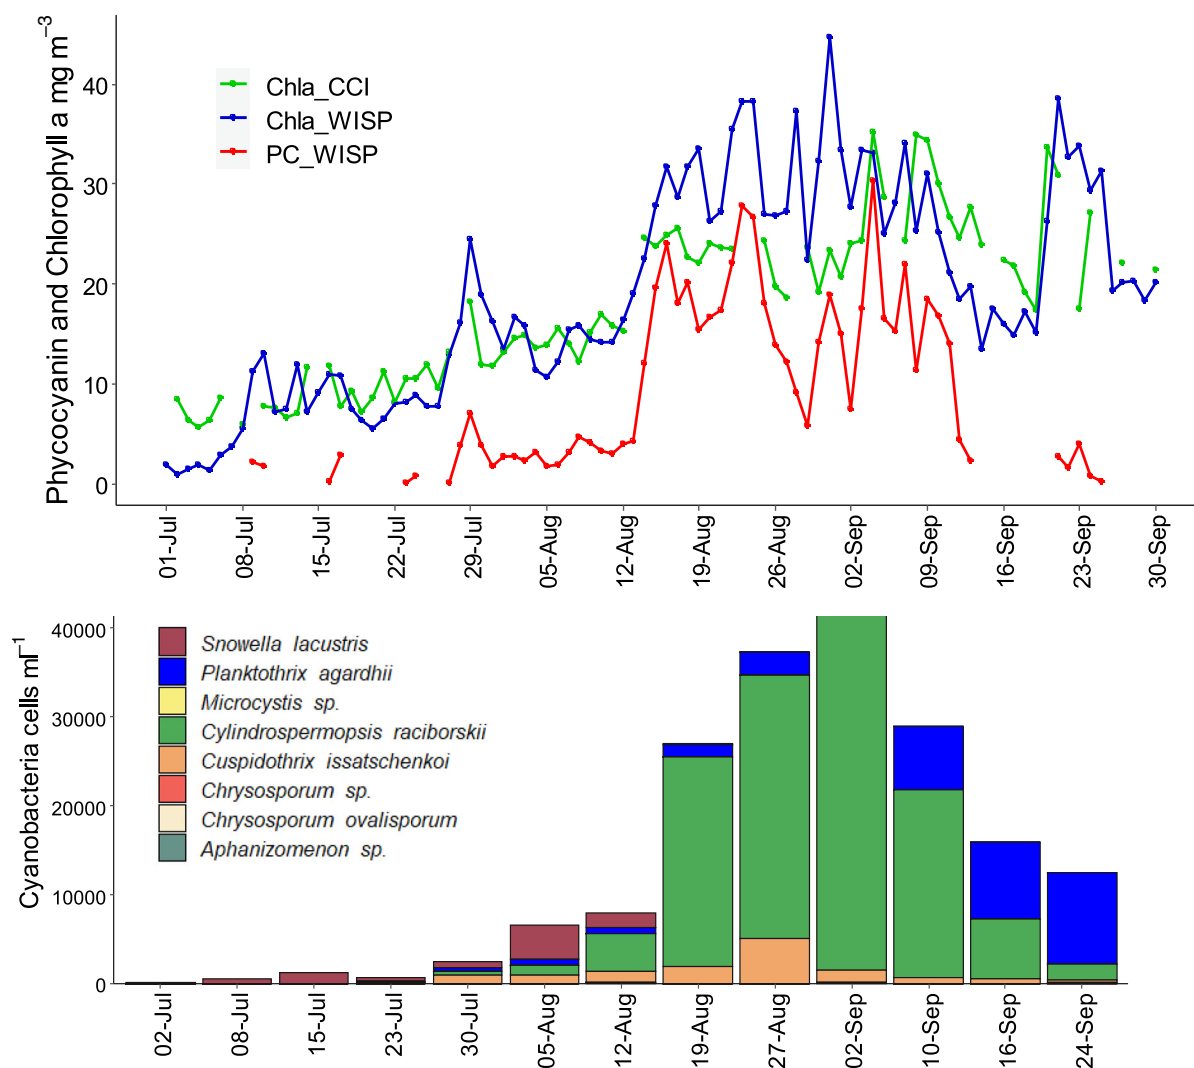 Phycocyanin and Chlorophyll a mg m⁻³
40
30
20
10
0
Chla_CCI
Chla_WISP
PC_WISP
01-Jul
08-Jul
15-Jul
22-Jul
29-Jul
05-Aug
12-Aug
19-Aug
26-Aug
02-Sep
09-Sep
16-Sep
23-Sep
30-Sep
Cyanobacteria cells ml⁻¹
40000
30000
20000
10000
0
Snowella lacustris
Planktothrix agardhii
Microcystis sp.
Cylindrospermopsis raciborskii
Cuspidothrix issatschenkoi
Chrysosporum sp.
Chrysosporum ovalisporum
Aphanizomenon sp.
02-Jul
08-Jul
15-Jul
23-Jul
30-Jul
05-Aug
12-Aug
19-Aug
27-Aug
02-Sep
10-Sep
16-Sep
24-Sep